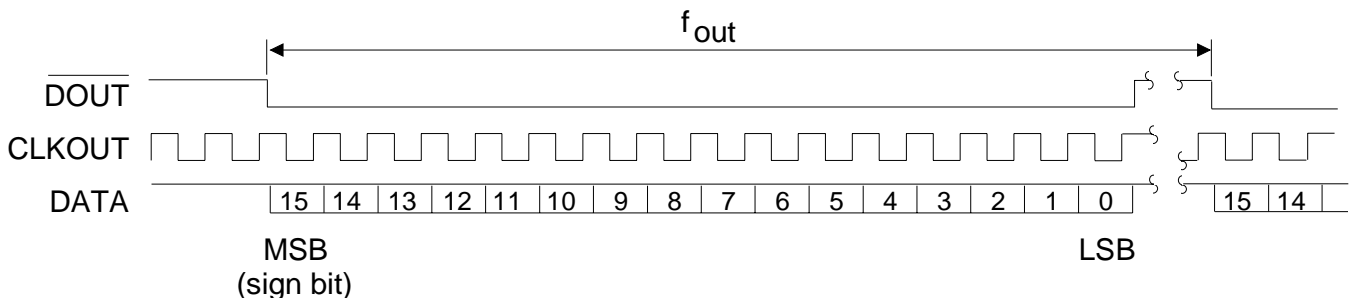 f out
DOUT
CLKOUT
DATA 15 14 13 12 11 10 9 8 7 6 5 4 3 2 1 0 15 14
MSB LSB
(sign bit)